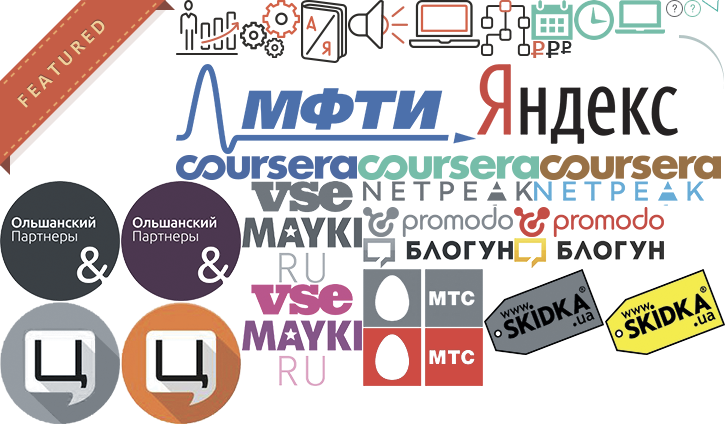 FEATURED
А
Я
₽₽₽
? ?
МФТИ
Яндекс
coursera coursera coursera
Ольшанский
Партнеры
&
Ольшанский
Партнеры
&
vse
MAYKI
RU
NETPEAK NETPEAK
promodo promodo
БЛОГУН БЛОГУН
vse
MAYKI
RU
МТС
МТС
www.
SKIDKA®
.ua
www.
SKIDKA®
.ua
Ц
Ц